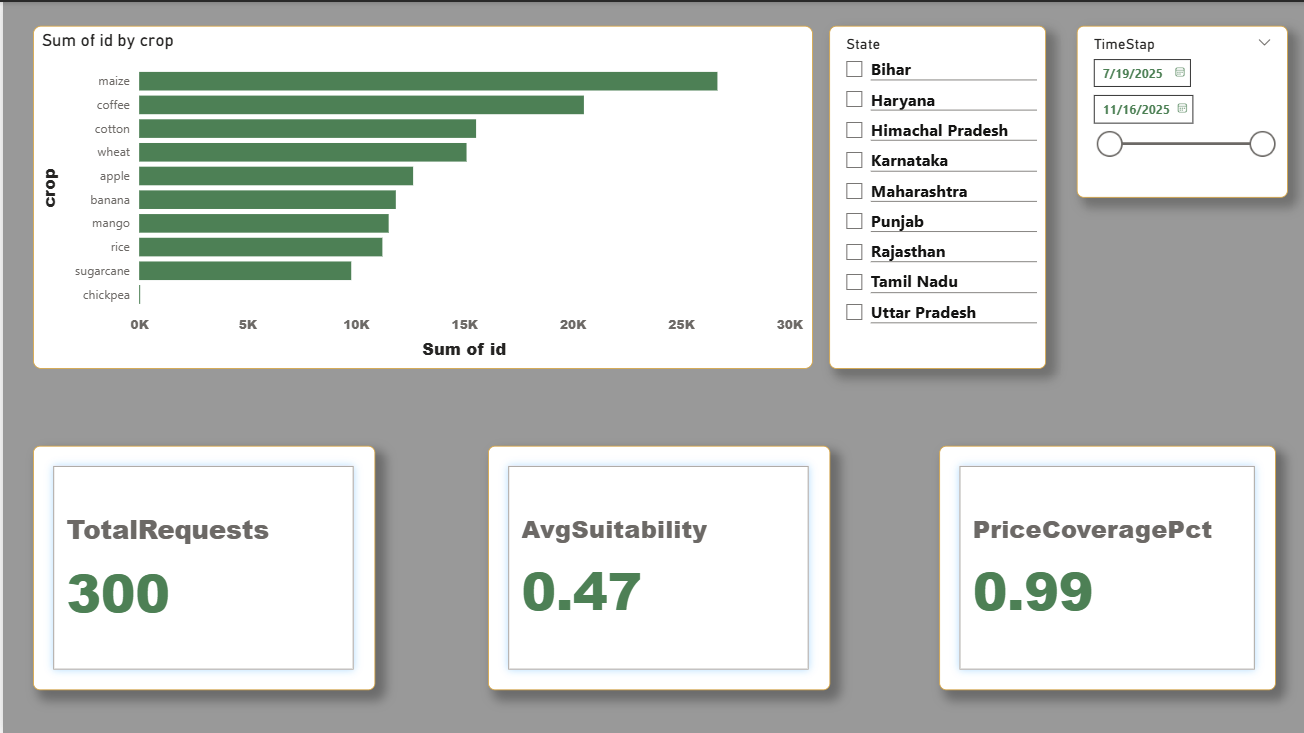 Sum of id by crop
crop
maize
coffee
cotton
wheat
apple
banana
mango
rice
sugarcane
chickpea
0K 5K 10K 15K 20K 25K 30K
Sum of id
State
Bihar
Haryana
Himachal Pradesh
Karnataka
Maharashtra
Punjab
Rajasthan
Tamil Nadu
Uttar Pradesh
TimeStap
7/19/2025
11/16/2025
TotalRequests
300
AvgSuitability
0.47
PriceCoveragePct
0.99